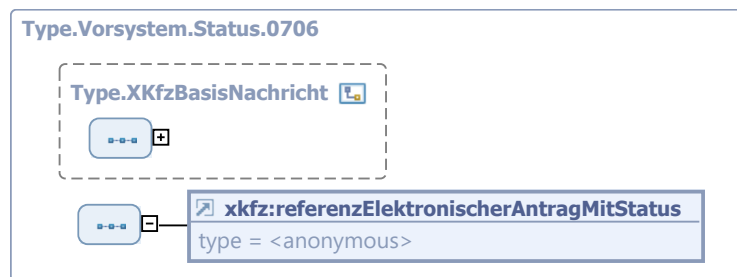 Type.Vorsystem.Status.0706
Type.XKfzBasisNachricht
xkfz:referenzElektronischerAntragMitStatus
type = <anonymous>